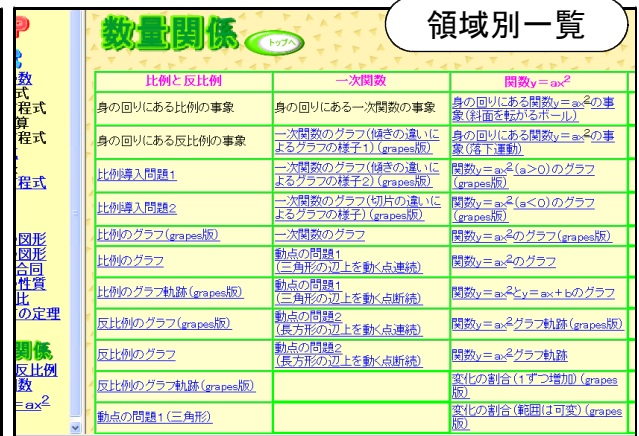 領域別一覧
P
数
式
程式
算
程式
程式
図形
図形
合同
性質
比
の定理
関係
反比例
数
=ax²
数量関係
トップへ
比例と反比例
一次関数
関数y=ax²
身の回りにある比例の事象
身の回りにある一次関数の事象
身の回りにある関数y=ax²の事
象(斜面を転がるボール)
身の回りにある反比例の事象
一次関数のグラフ(傾きの違いに
よるグラフの様子1)(grapes版)
身の回りにある関数y=ax²の事
象(落下運動)
比例導入問題1
一次関数のグラフ(傾きの違いに
よるグラフの様子2)(grapes版)
関数y=ax²(a>0)のグラフ
(grapes版)
比例導入問題2
一次関数のグラフ(切片の違いに
よるグラフの様子)(grapes版)
関数y=ax²(a<0)のグラフ
(grapes版)
比例のグラフ(grapes版)
一次関数のグラフ
関数y=ax²のグラフ(grapes版)
比例のグラフ
動点の問題1
(三角形の辺上を動く点連続)
関数y=ax²のグラフ
比例のグラフ軌跡(grapes版)
動点の問題1
(三角形の辺上を動く点断続)
関数y=ax²とy=ax+bのグラフ
反比例のグラフ(grapes版)
動点の問題2
(長方形の辺上を動く点連続)
関数y=ax²グラフ軌跡(grapes版)
反比例のグラフ
動点の問題2
(長方形の辺上を動く点断続)
関数y=ax²グラフ軌跡
反比例のグラフ軌跡(grapes版)
変化の割合(1ずつ増加)(grapes
版)
動点の問題1(三角形)
変化の割合(範囲は可変)(grapes
版)